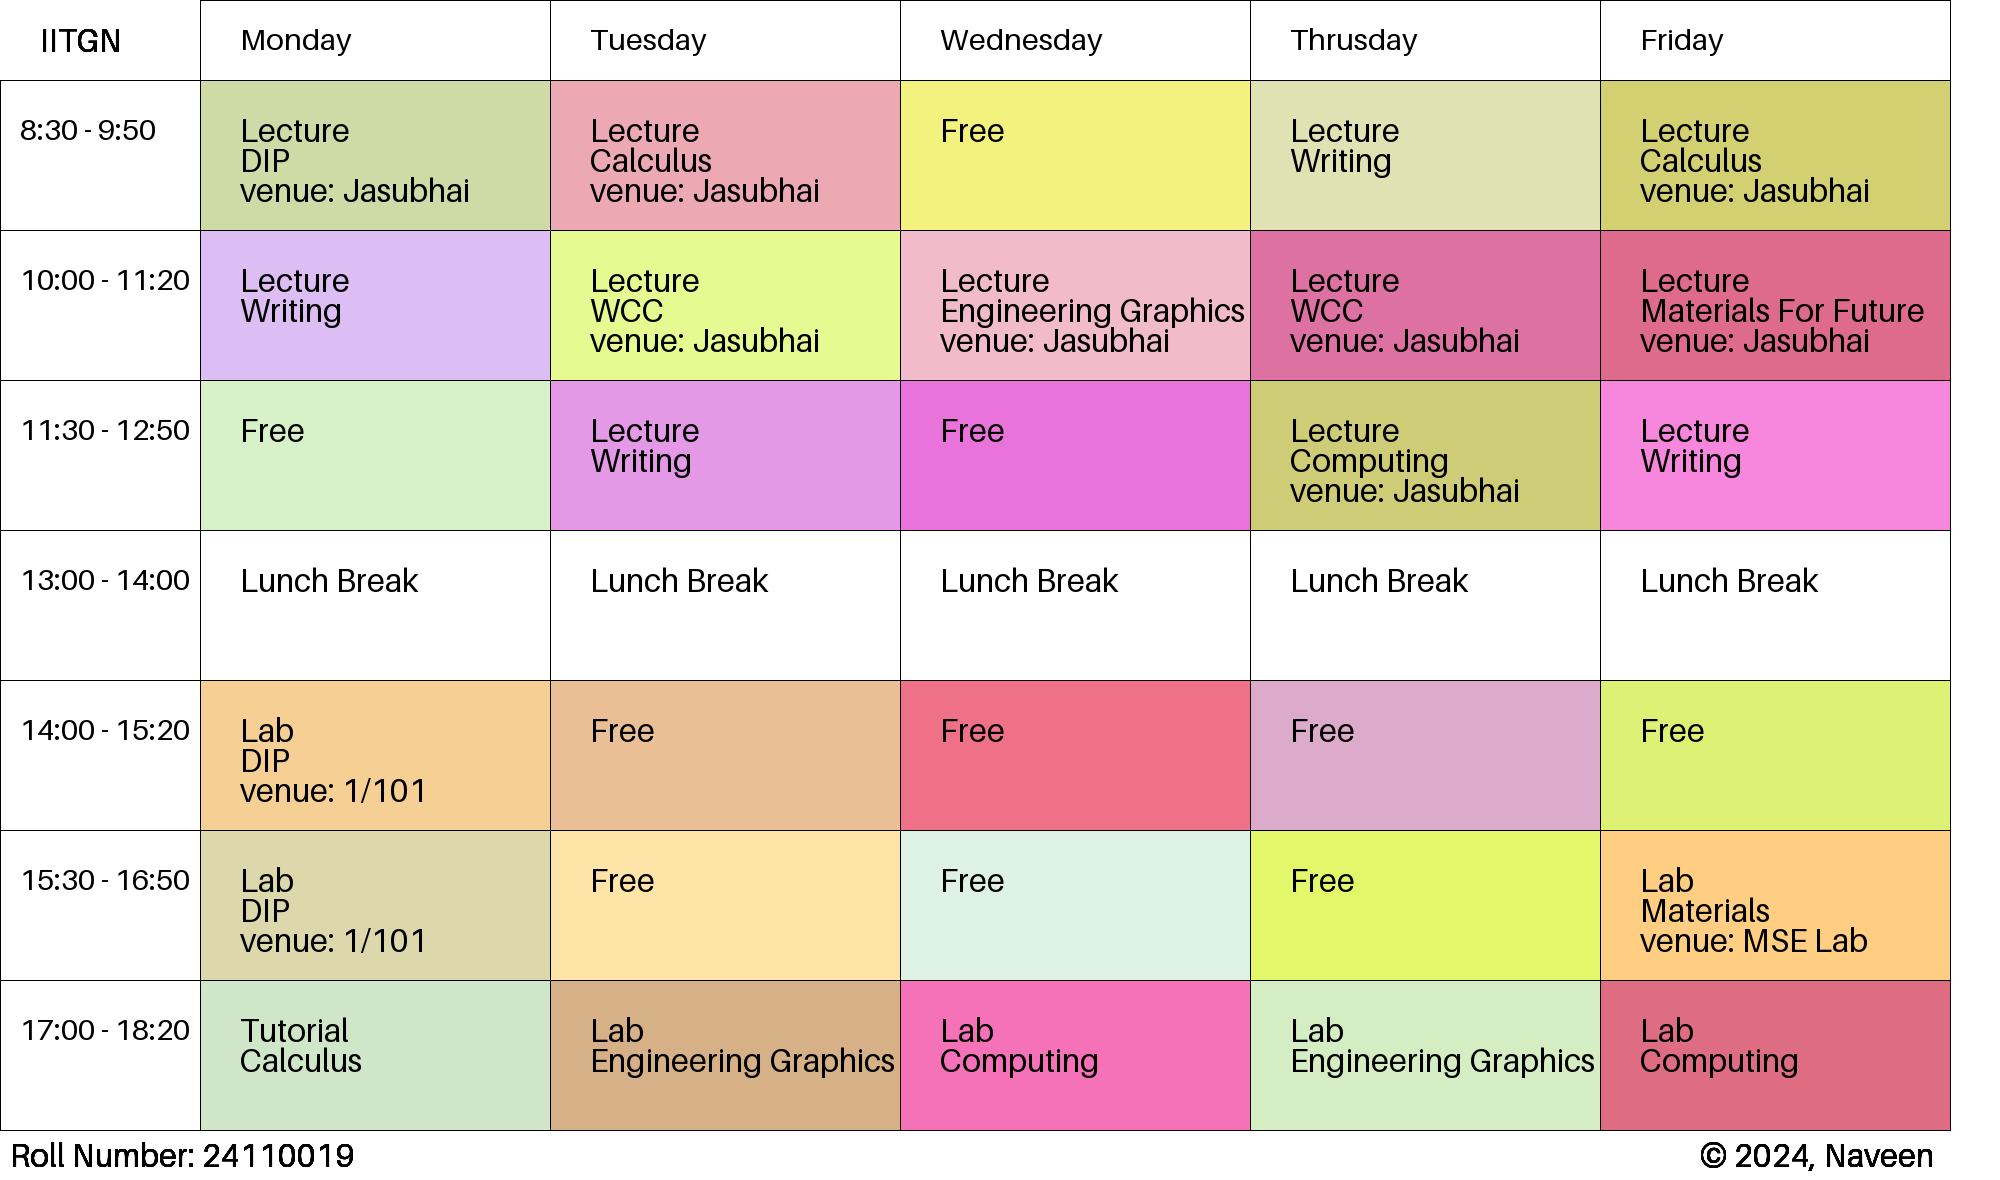 IITGN Monday Tuesday Wednesday Thrusday Friday
8:30 - 9:50
Lecture
DIP
venue: Jasubhai
Lecture
Calculus
venue: Jasubhai
Free
Lecture
Writing
Lecture
Calculus
venue: Jasubhai
10:00 - 11:20
Lecture
Writing
Lecture
WCC
venue: Jasubhai
Lecture
Engineering Graphics
venue: Jasubhai
Lecture
WCC
venue: Jasubhai
Lecture
Materials For Future
venue: Jasubhai
11:30 - 12:50
Free
Lecture
Writing
Free
Lecture
Computing
venue: Jasubhai
Lecture
Writing
13:00 - 14:00
Lunch Break
Lunch Break
Lunch Break
Lunch Break
Lunch Break
14:00 - 15:20
Lab
DIP
venue: 1/101
Free
Free
Free
Free
15:30 - 16:50
Lab
DIP
venue: 1/101
Free
Free
Free
Lab
Materials
venue: MSE Lab
17:00 - 18:20
Tutorial
Calculus
Lab
Engineering Graphics
Lab
Computing
Lab
Engineering Graphics
Lab
Computing
Roll Number: 24110019
© 2024, Naveen